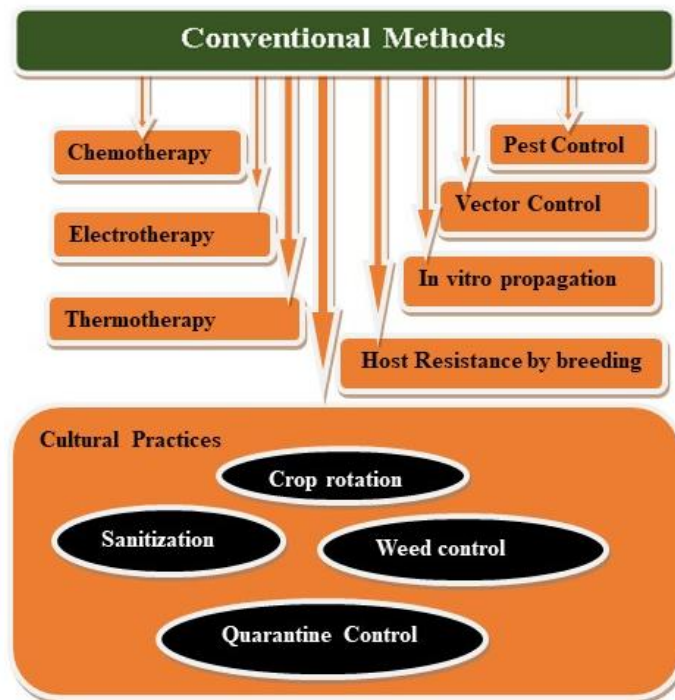 Conventional Methods
Chemotherapy
Pest Control
Vector Control
Electrotherapy
In vitro propagation
Thermotherapy
Host Resistance by breeding
Cultural Practices
Crop rotation
Sanitization
Weed control
Quarantine Control